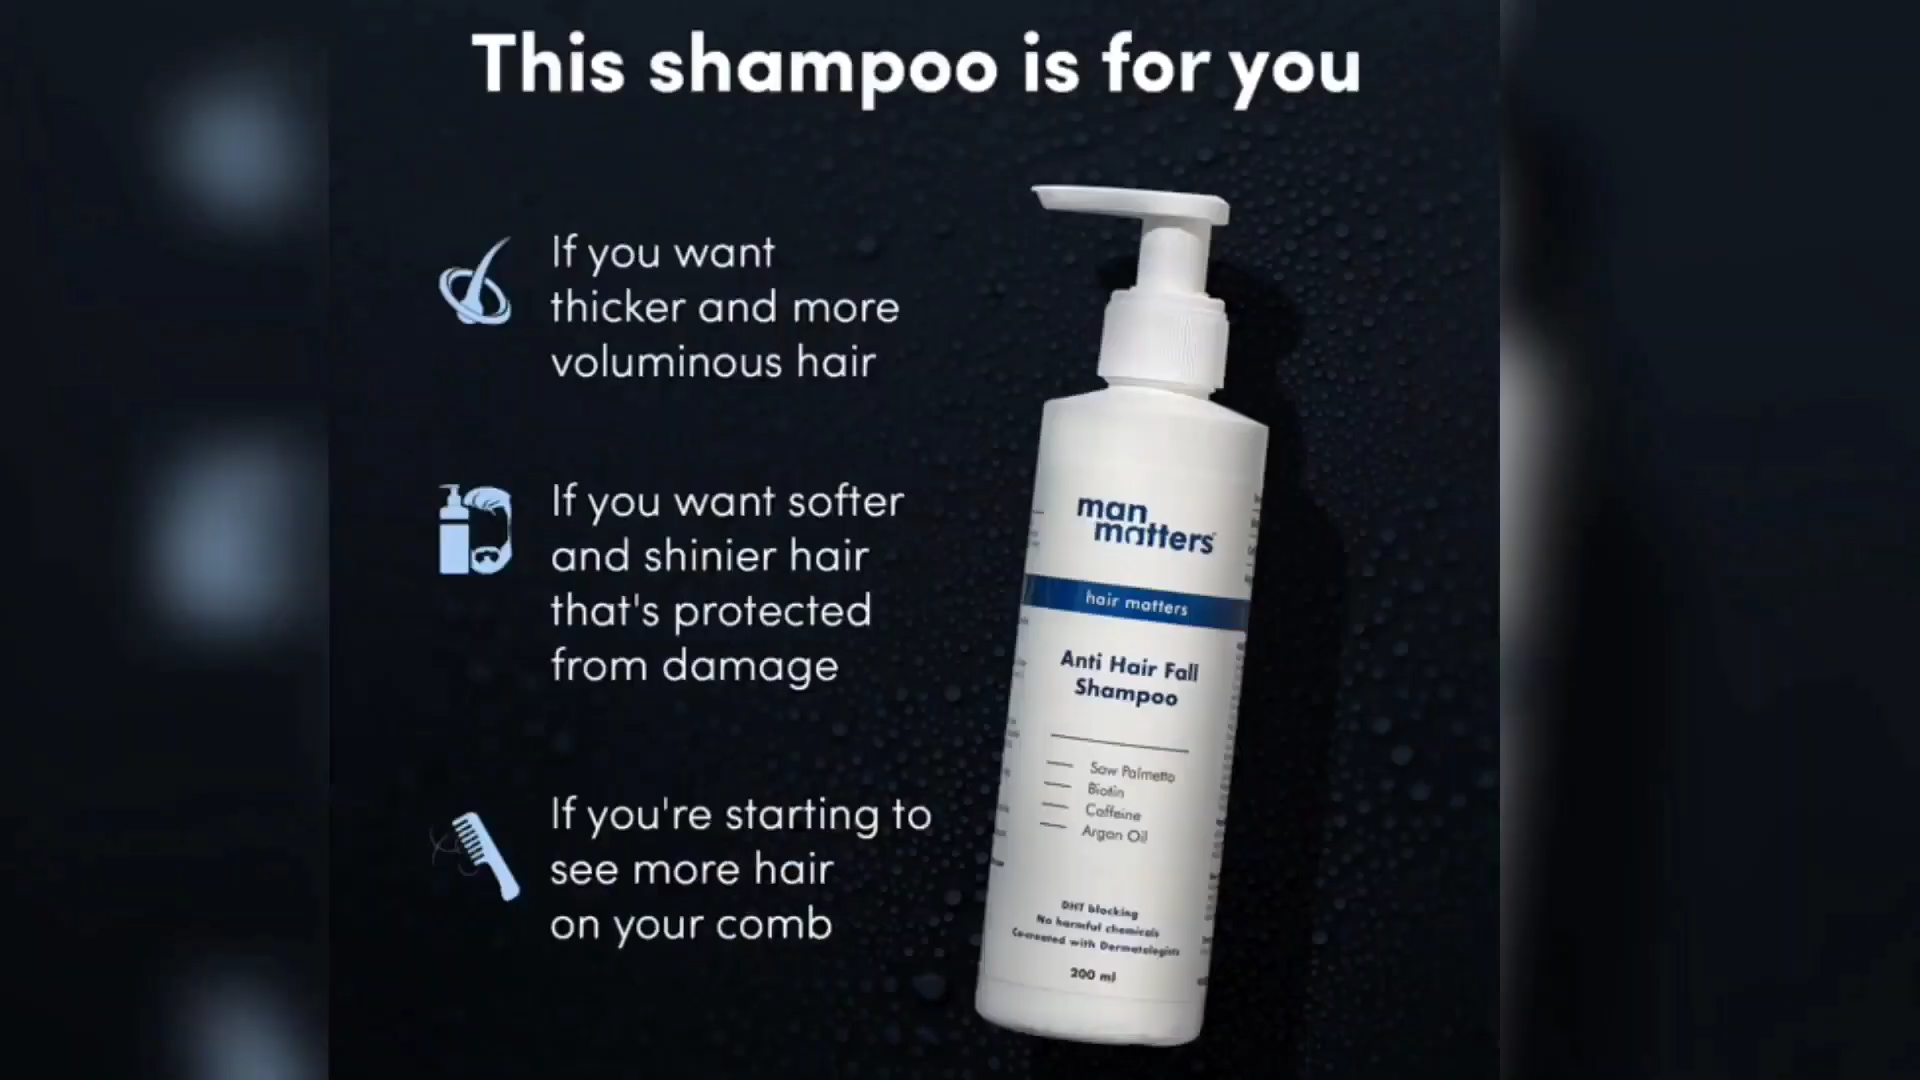 This shampoo is for you
If you want
thicker and more
voluminous hair
If you want softer
and shinier hair
that's protected
from damage
If you're starting to
see more hair
on your comb
man
matters
hair matters
Anti Hair Fall
Shampoo
Saw Palmetto
Biotin
Caffeine
Argan Oil
DHT blocking
No harmful chemicals
Co-created with Dermatologists
200 ml